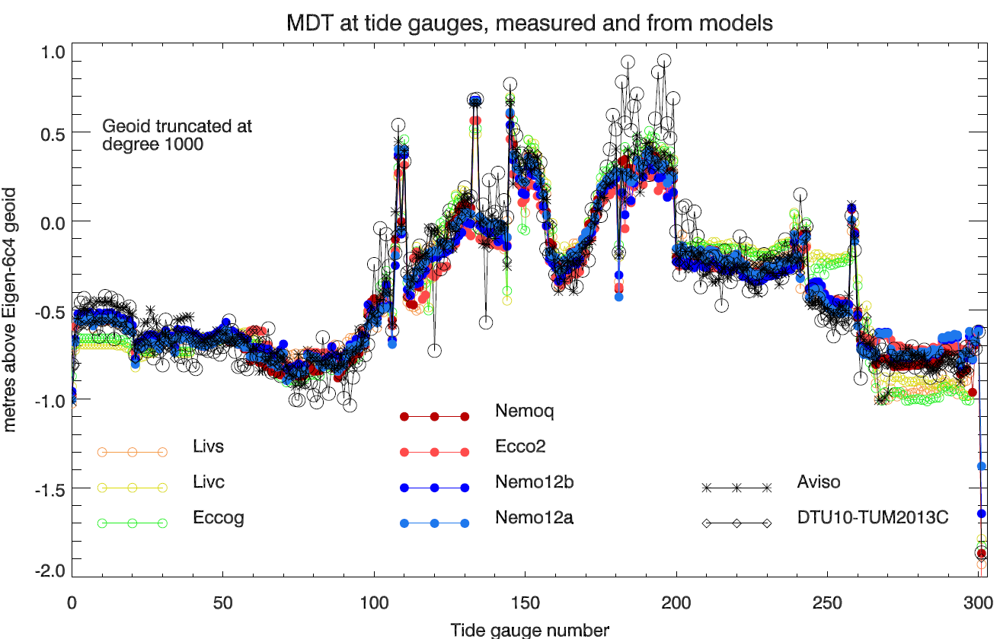 MDT at tide gauges, measured and from models
1.0
0.5
0.0
-0.5
-1.0
-1.5
-2.0
metres above Eigen-6c4 geoid
Geoid truncated at
degree 1000
Livs
Livc
Eccog
Nemoq
Ecco2
Nemo12b
Nemo12a
Aviso
DTU10-TUM2013C
0 50 100 150 200 250 300
Tide gauge number